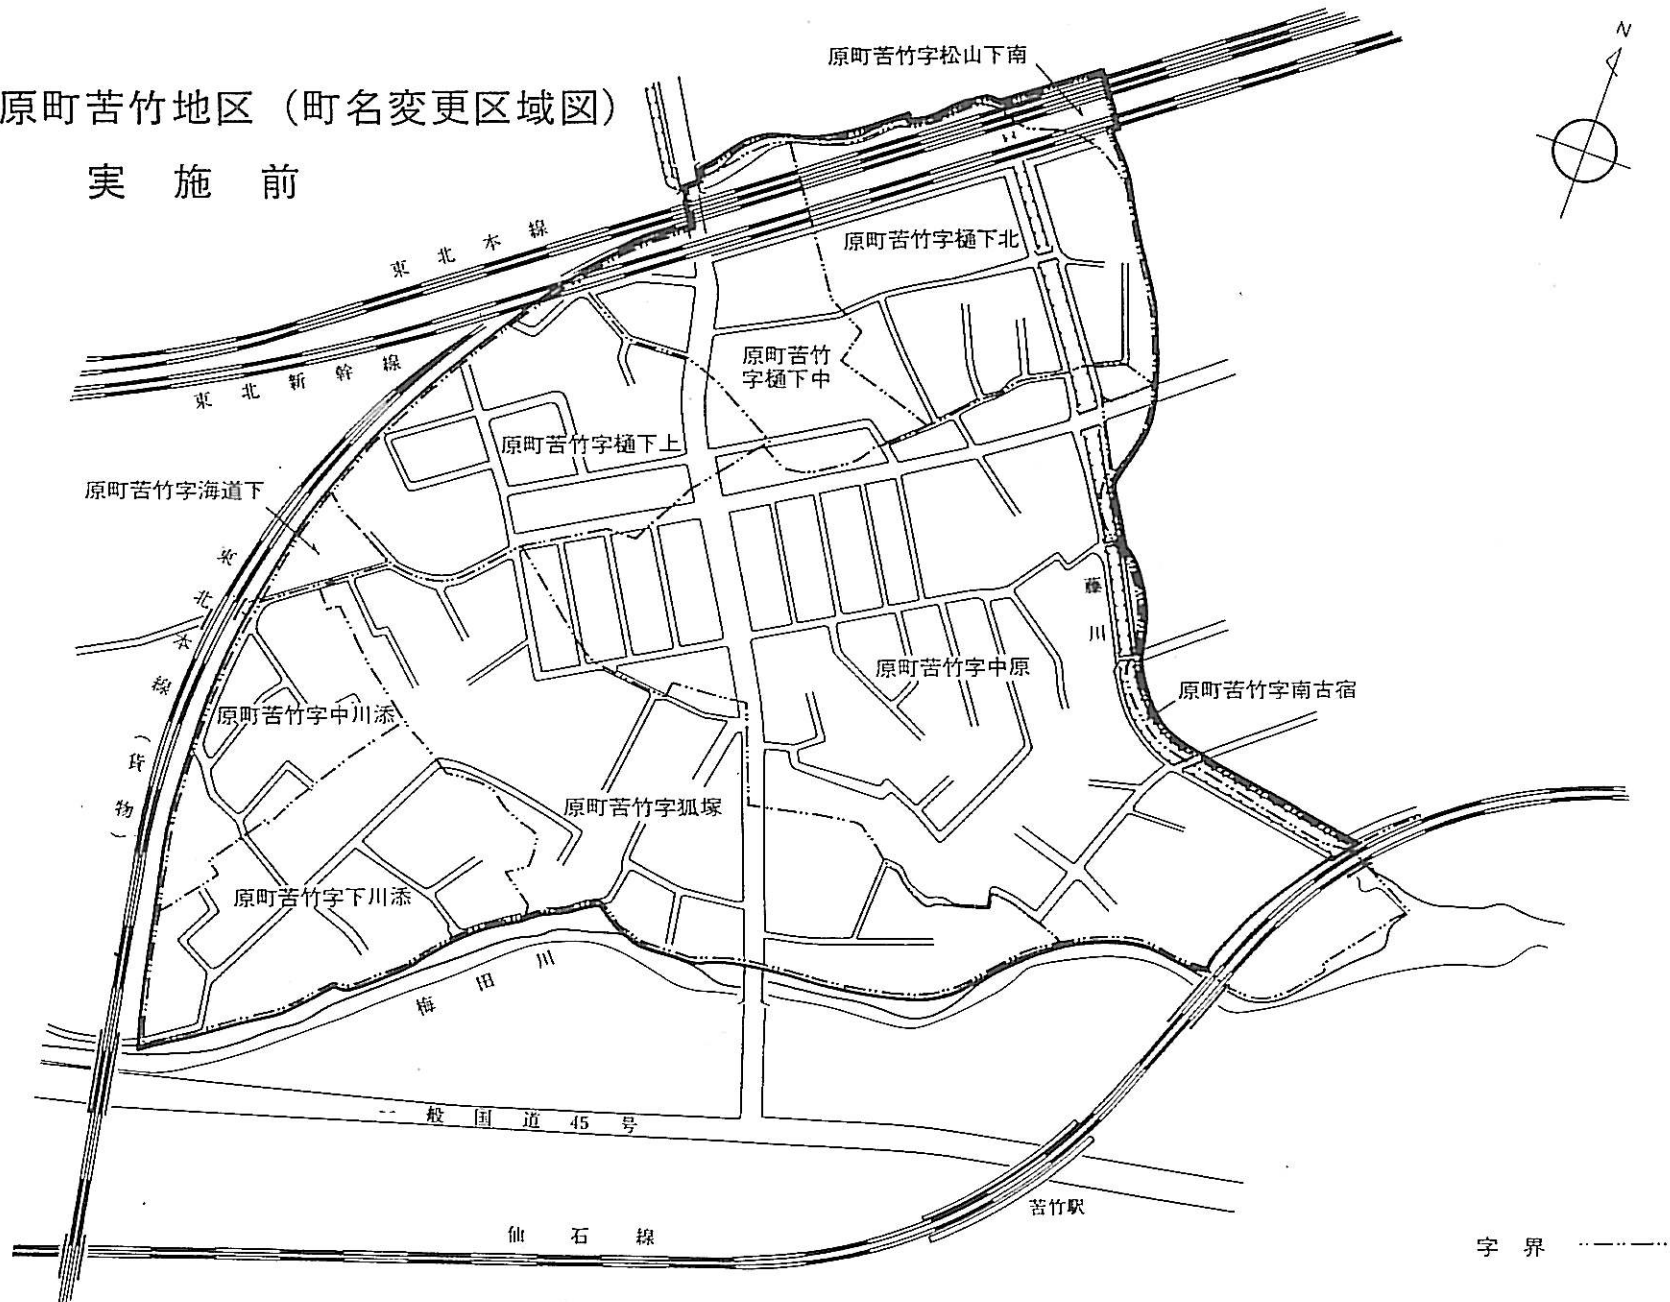 原町苦竹地区（町名変更区域図）
実施前
N
原町苦竹字松山下南
東北本線
東北新幹線
原町苦竹字樋下北
原町苦竹
字樋下中
原町苦竹字樋下上
原町苦竹字海道下
東北本線（貨物）
藤川
原町苦竹字中原
原町苦竹字南古宿
原町苦竹字中川添
原町苦竹字狐塚
原町苦竹字下川添
梅田川
一般国道45号
苦竹駅
仙石線
字界